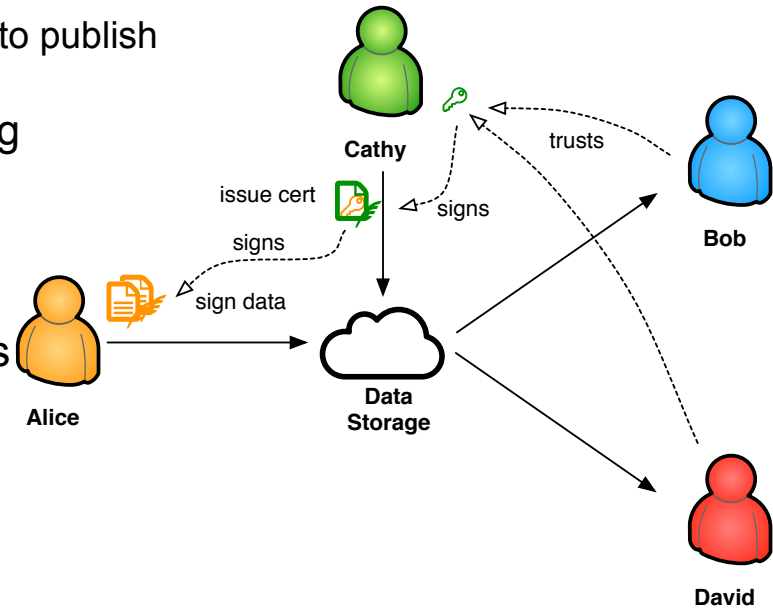 to publish
g
s
Cathy
trusts
issue cert
signs
Bob
signs
sign data
Data
Storage
Alice
David